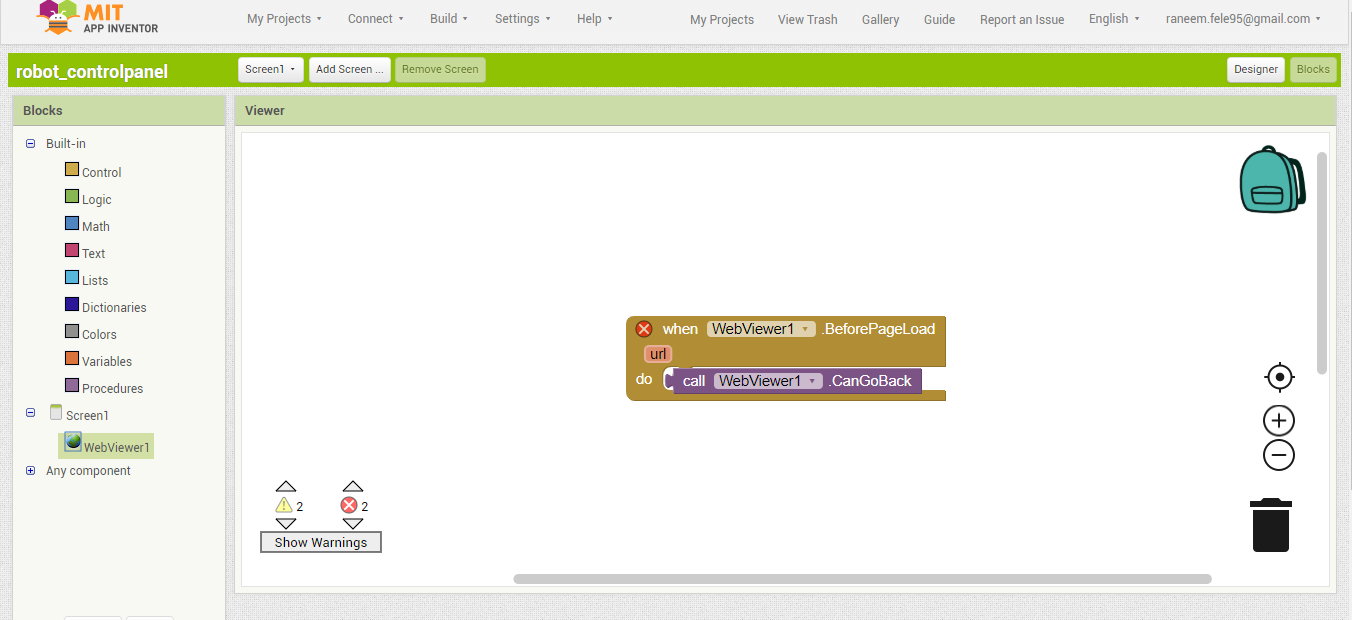 MIT
APP INVENTOR
My Projects Connect Build Settings Help My Projects View Trash Gallery Guide Report an Issue English raneem.fele95@gmail.com
robot_controlpanel Screen1 Add Screen ... Remove Screen Designer Blocks
Blocks
Viewer
Built-in
Control
Logic
Math
Text
Lists
Dictionaries
Colors
Variables
Procedures
Screen1
WebViewer1
Any component
when WebViewer1 .BeforePageLoad
url
do call WebViewer1 .CanGoBack
2 2
Show Warnings